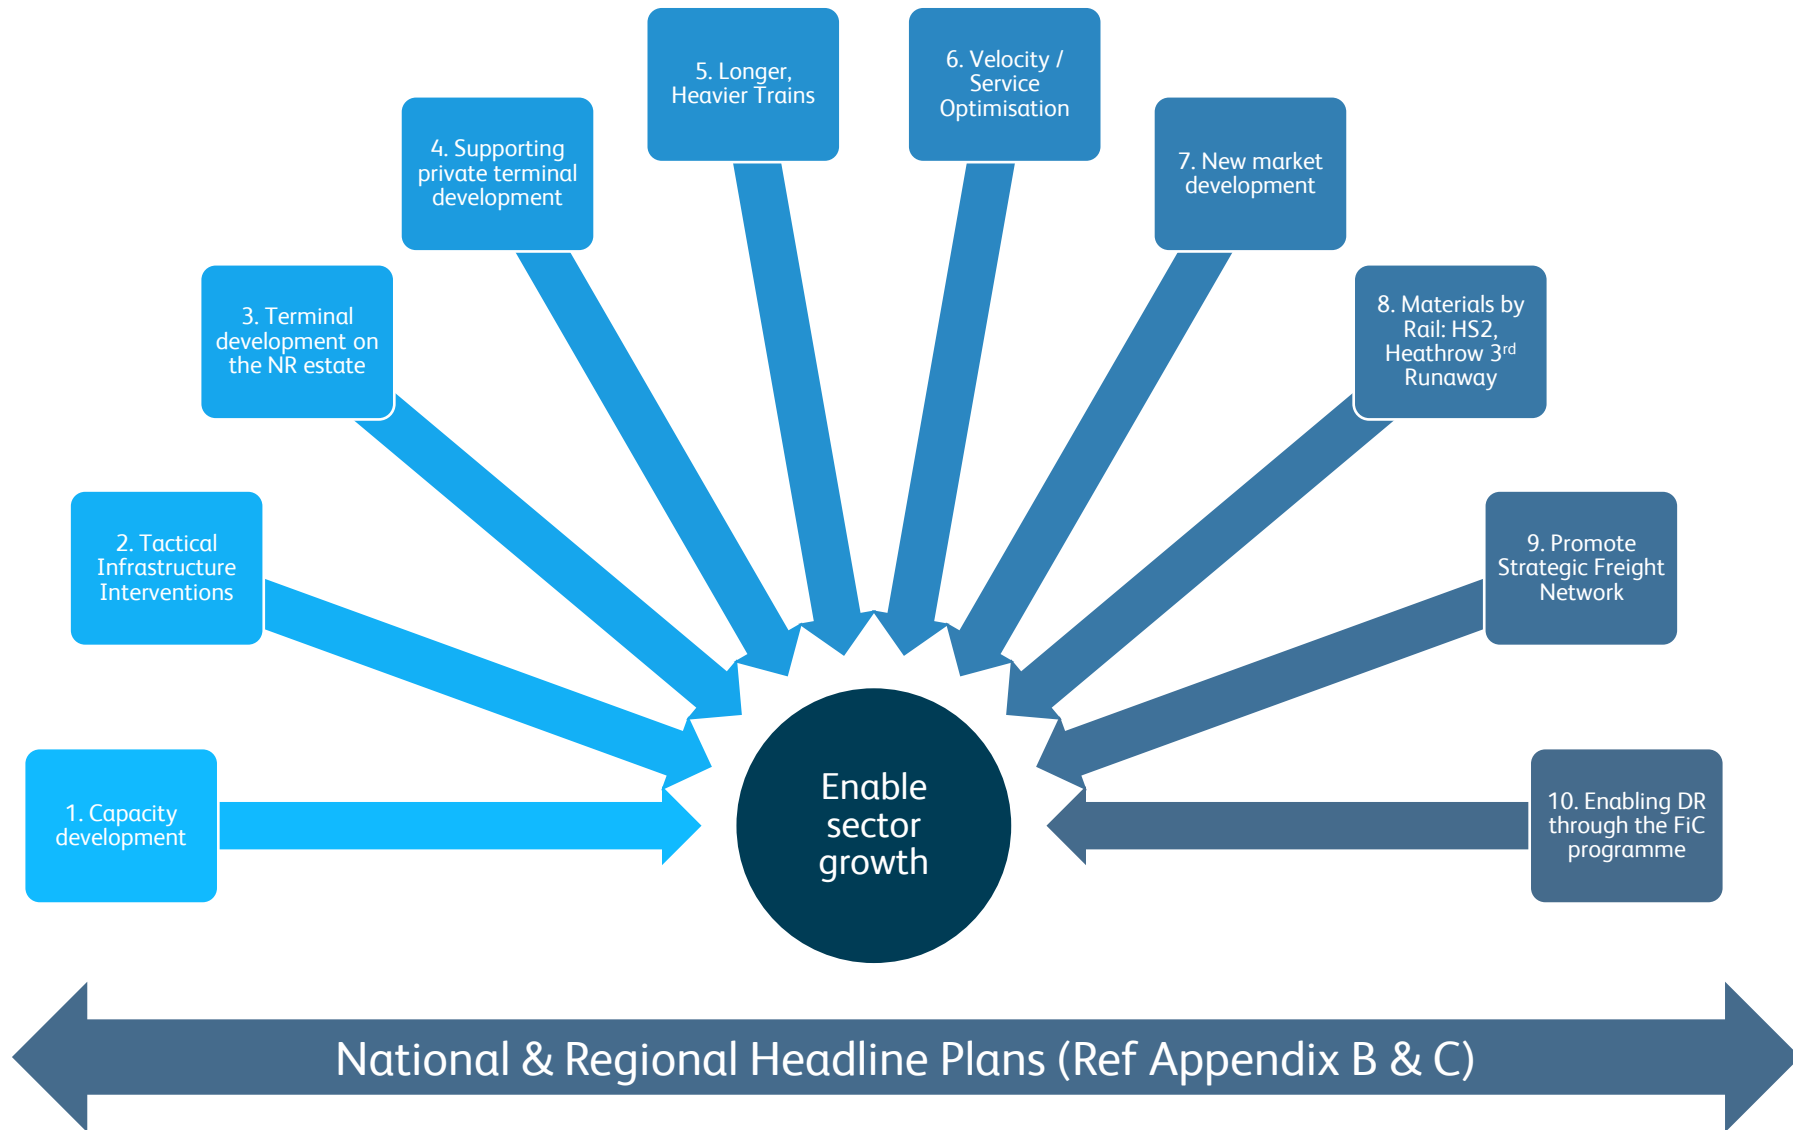 1. Capacity
development
2. Tactical
Infrastructure
Interventions
3. Terminal
development on
the NR estate
4. Supporting
private terminal
development
5. Longer,
Heavier Trains
6. Velocity /
Service
Optimisation
7. New market
development
8. Materials by
Rail: HS2,
Heathrow 3rd
Runaway
9. Promote
Strategic Freight
Network
10. Enabling DR
through the FiC
programme
Enable
sector
growth
National & Regional Headline Plans (Ref Appendix B & C)